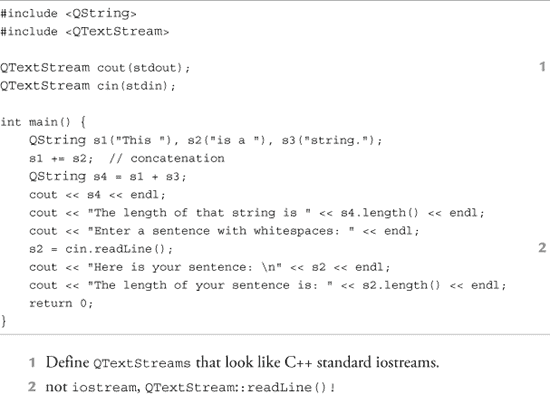 #include <QString>
#include <QTextStream>
QTextStream cout(stdout); 1
QTextStream cin(stdin);
int main() {
QString s1("This "), s2("is a "), s3("string.");
s1 += s2;  // concatenation
QString s4 = s1 + s3;
cout << s4 << endl;
cout << "The length of that string is " << s4.length() << endl;
cout << "Enter a sentence with whitespaces: " << endl;
s2 = cin.readLine(); 2
cout << "Here is your sentence: \n" << s2 << endl;
cout << "The length of your sentence is: " << s2.length() << endl;
return 0;
}
1 Define QTextStreams that look like C++ standard iostreams.
2 not iostream, QTextStream::readLine()!